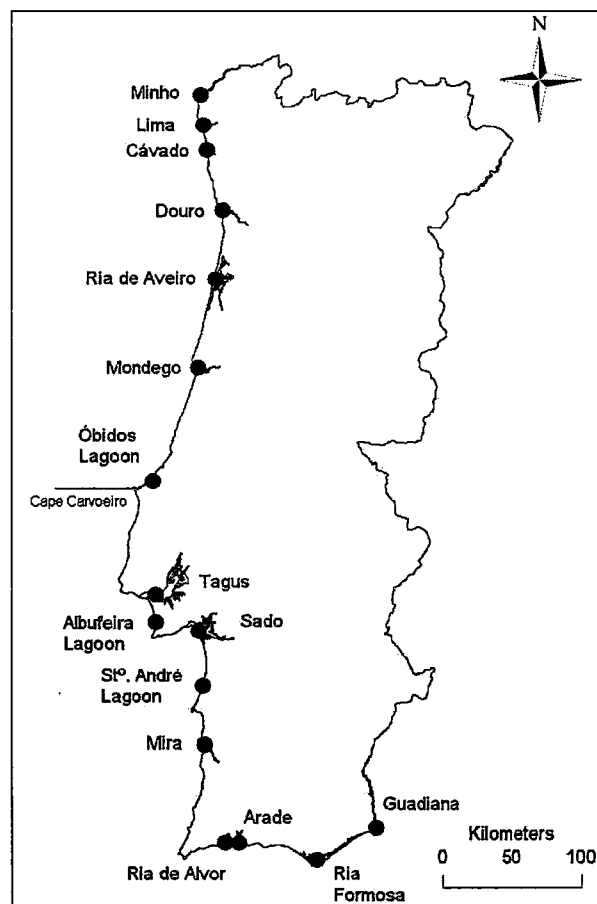 N
Minho
Lima
Cávado
Douro
Ria de Aveiro
Mondego
Óbidos
Lagoon
Cape Carvoeiro
Tagus
Albufeira
Lagoon
Sado
Stº. André
Lagoon
Mira
Guadiana
Arade
Kilometers
Ria de Alvor
Ria
Formosa
0 50 100